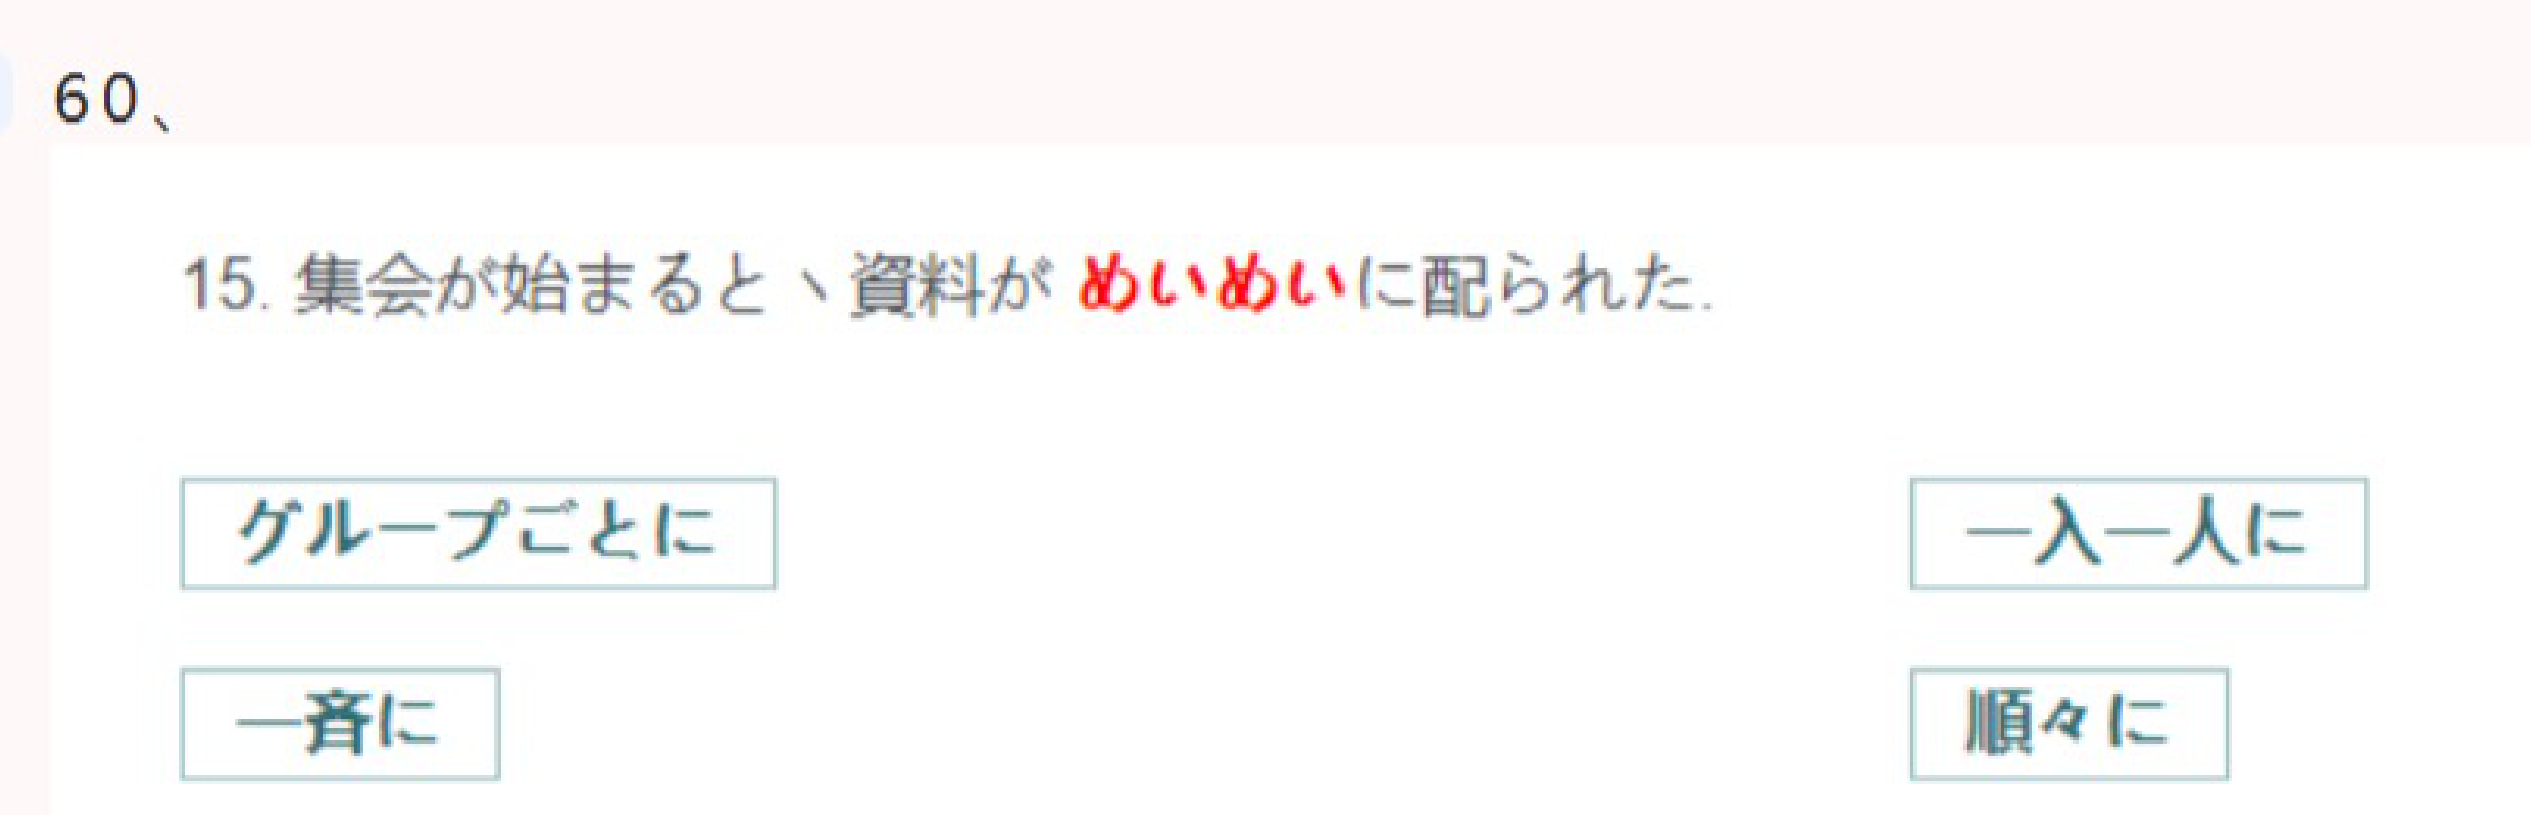 60、
15. 集会が始まると、資料が めいめいに配られた.
グループごとに
一入一人に
一斉に
順々に